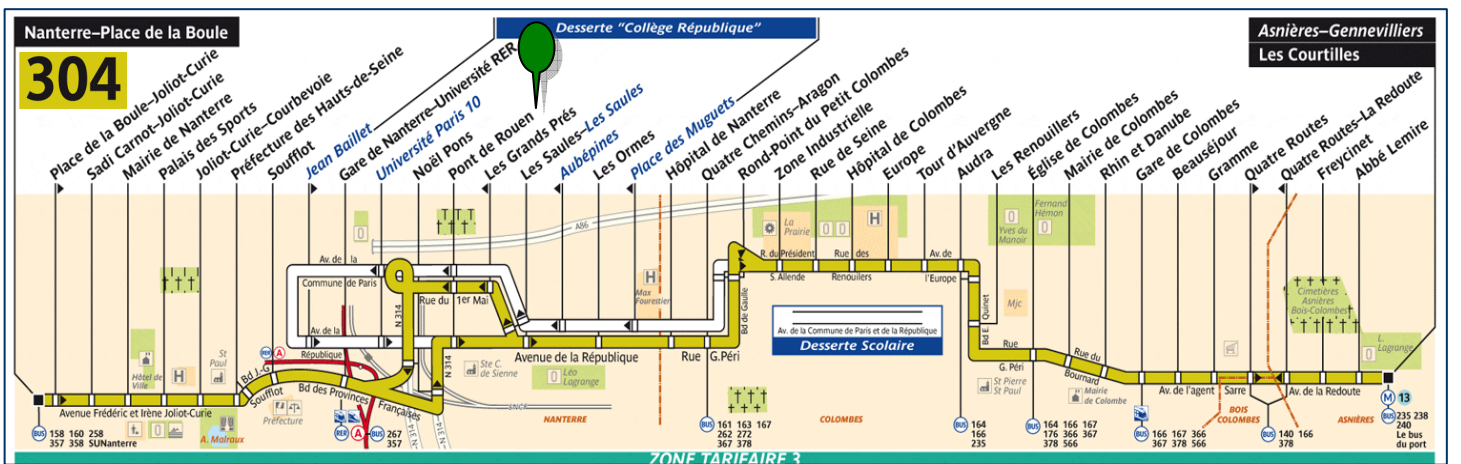 Nanterre–Place de la Boule
304
Desserte "Collège République"
Asnières–Gennevilliers
Les Courtilles
Place de la Boule–Joliot-Curie
Sadi Carnot–Joliot-Curie
Mairie de Nanterre
Palais des Sports
Joliot-Curie–Courbevoie
Préfecture des Hauts-de-Seine
Soufflot
Jean Baillet
Gare de Nanterre–Université RER
Université Paris 10
Noël Pons
Pont de Rouen
Les Grands Prés
Les Saules–Les Saules
Aubépines
Les Ormes
Place des Muguets
Hôpital de Nanterre
Quatre Chemins–Aragon
Rond-Point du Petit Colombes
Zone Industrielle
Rue de Seine
Hôpital de Colombes
Europe
Tour d'Auvergne
Audra
Les Renouillers
Église de Colombes
Mairie de Colombes
Rhin et Danube
Gare de Colombes
Beauséjour
Gramme
Quatre Routes
Quatre Routes–La Redoute
Freycinet
Abbé Lemire
A86
La
Prairie
H
Yves du
Manoir
Fernand
Hémon
Av. de la
Commune de Paris
Rue du 1er Mai
N 314
Av. de la
République
N 314
Ste C.
de Sienne
Avenue de la République
Léo
Lagrange
H
Max
Fourestier
Rue G.Péri
Bd de Gaulle
R. du Président
S. Allende
Rue des
Renouilers
Av. de
l'Europe
Bd E. Quinet
Mjc
Av. de la Commune de Paris et de la République
Desserte Scolaire
Rue
G. Péri
Rue du
Bournard
St Pierre
St Paul
Mairie
de Colombe
Cimetières
Asnières
Bois-Colombes
L.
Lagrange
Hôtel de
Ville
H
St
Paul
RER A
Bd J.-G
Soufflot
Bd des Provinces Françaises
Avenue Frédéric et Irène Joliot-Curie
Préfecture
A. Malraux
SNCF
N 314
NANTERRE
COLOMBES
BOIS
COLOMBES
ASNIÈRES
Av. de l'agent Sarre
Av. de la Redoute
M 13
BUS 158 160 258
357 358 SUNanterre
RER A BUS 267
357
BUS 161 163 167
262 272
367 378
BUS 164
166
235
BUS 164 166 167
176 366 367
378 566
BUS 166 167 366
367 378 566
BUS 140 166
378
BUS 235 238
240
Le bus
du port
ZONE TARIFAIRE 3